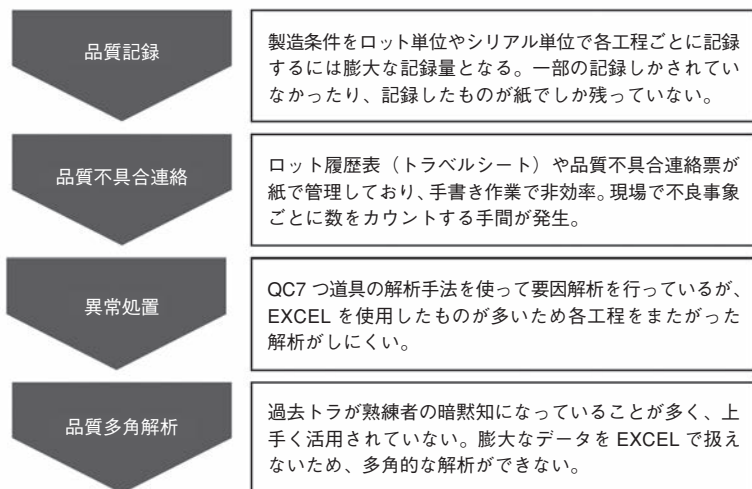 品質記録
製造条件をロット単位やシリアル単位で各工程ごとに記録
するには膨大な記録量となる。一部の記録しかされてい
なかったり、記録したものが紙でしか残っていない。
品質不具合連絡
ロット履歴表（トラベルシート）や品質不具合連絡票が
紙で管理しており、手書き作業で非効率。現場で不良事象
ごとに数をカウントする手間が発生。
異常処置
QC7 つ道具の解析手法を使って要因解析を行っているが、
EXCEL を使用したものが多いため各工程をまたがった
解析がしにくい。
品質多角解析
過去トラが熟練者の暗黙知になっていることが多く、上
手く活用されていない。膨大なデータを EXCEL で扱え
ないため、多角的な解析ができない。